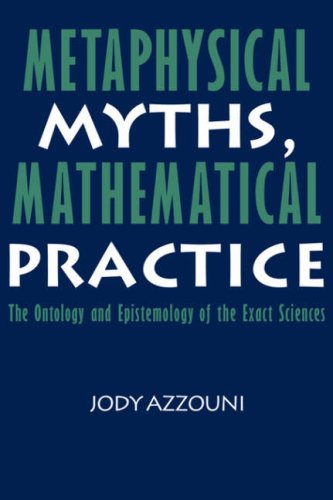 METAPHYSICAL
MYTHS,
MATHEMATICAL
PRACTICE
The Ontology and Epistemology of the Exact Sciences
JODY AZZOUNI